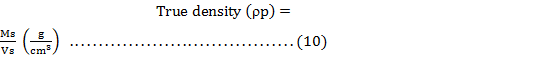 True density (ρp) =
Ms/Vs (g/cm³) ………………………………… (10)